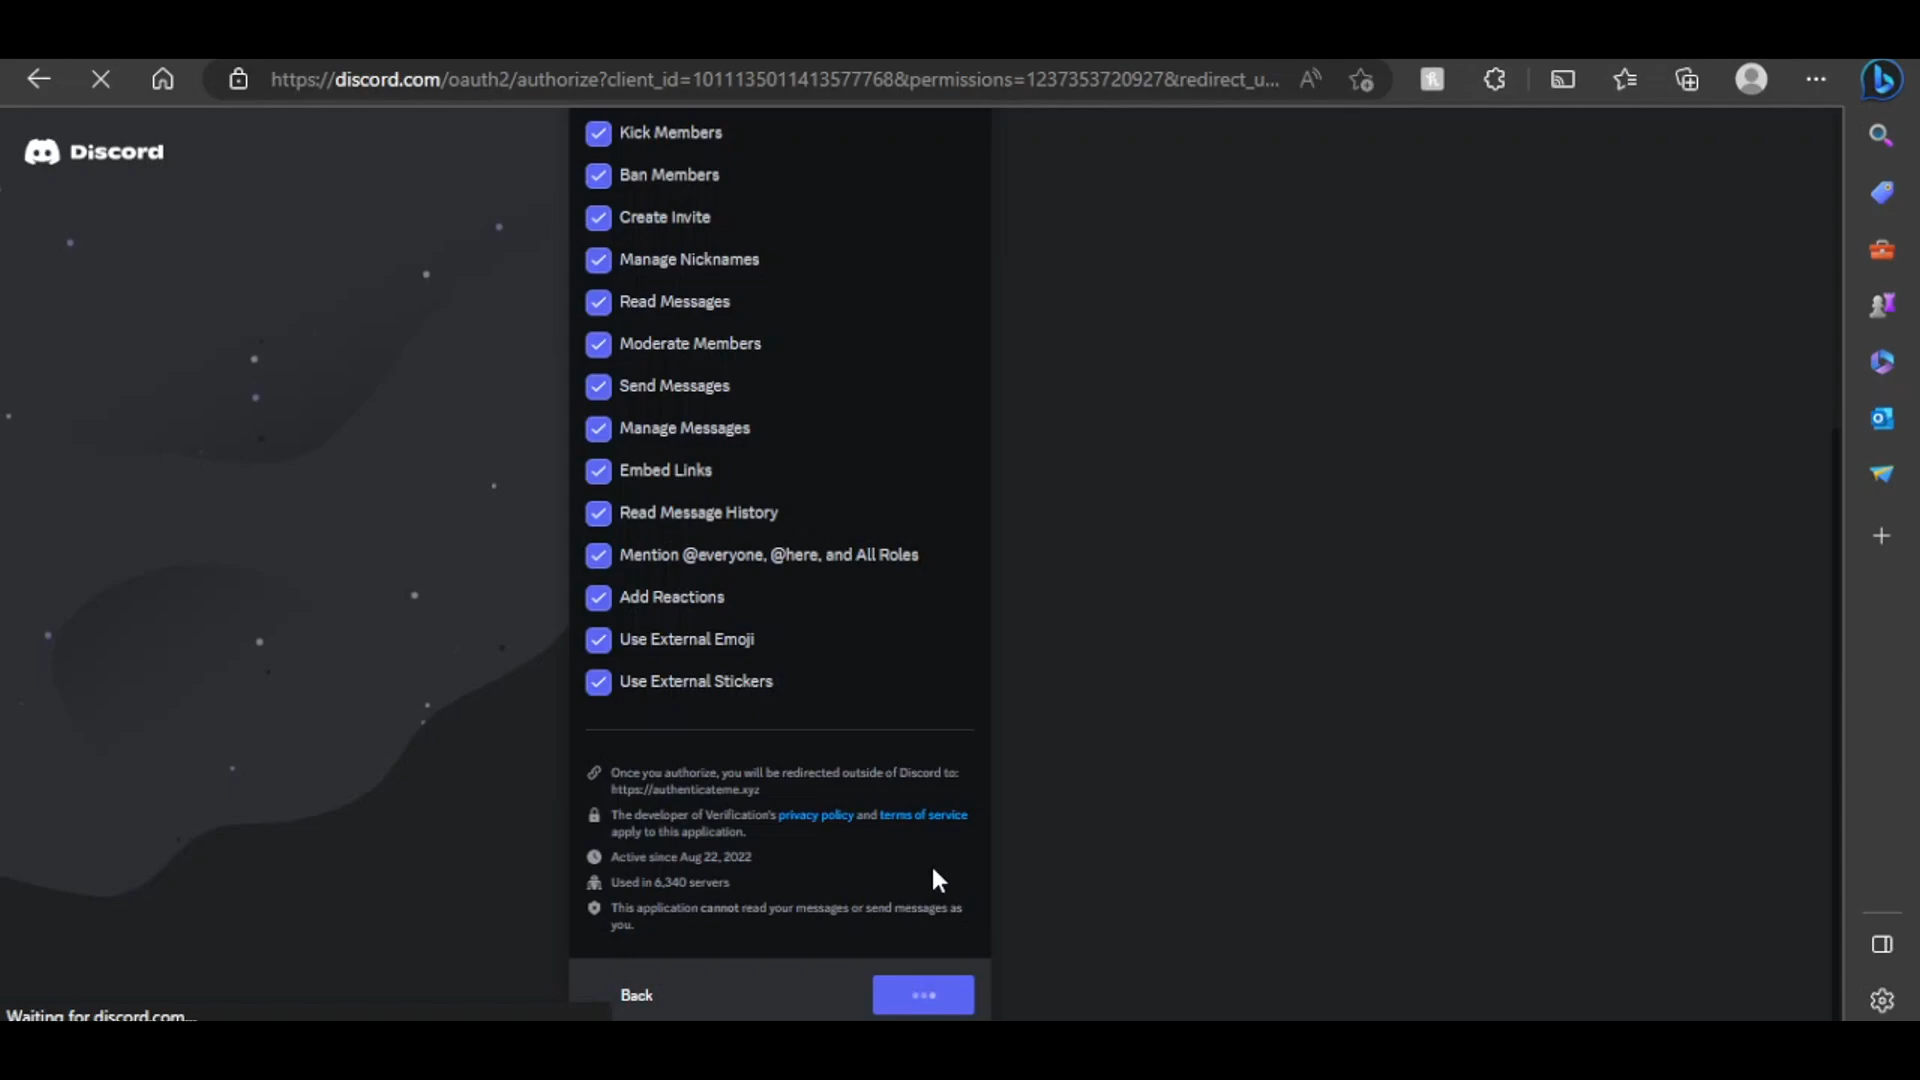 https://discord.com/oauth2/authorize?client_id=1011135011413577768&permissions=1237353720927&redirect_u...
Discord
Kick Members
Ban Members
Create Invite
Manage Nicknames
Read Messages
Moderate Members
Send Messages
Manage Messages
Embed Links
Read Message History
Mention @everyone, @here, and All Roles
Add Reactions
Use External Emoji
Use External Stickers
Once you authorize, you will be redirected outside of Discord to:
https://authenticateme.xyz
The developer of Verification's privacy policy and terms of service
apply to this application.
Active since Aug 22, 2022
Used in 6,340 servers
This application cannot read your messages or send messages as
you.
Back
Waiting for discord.com...